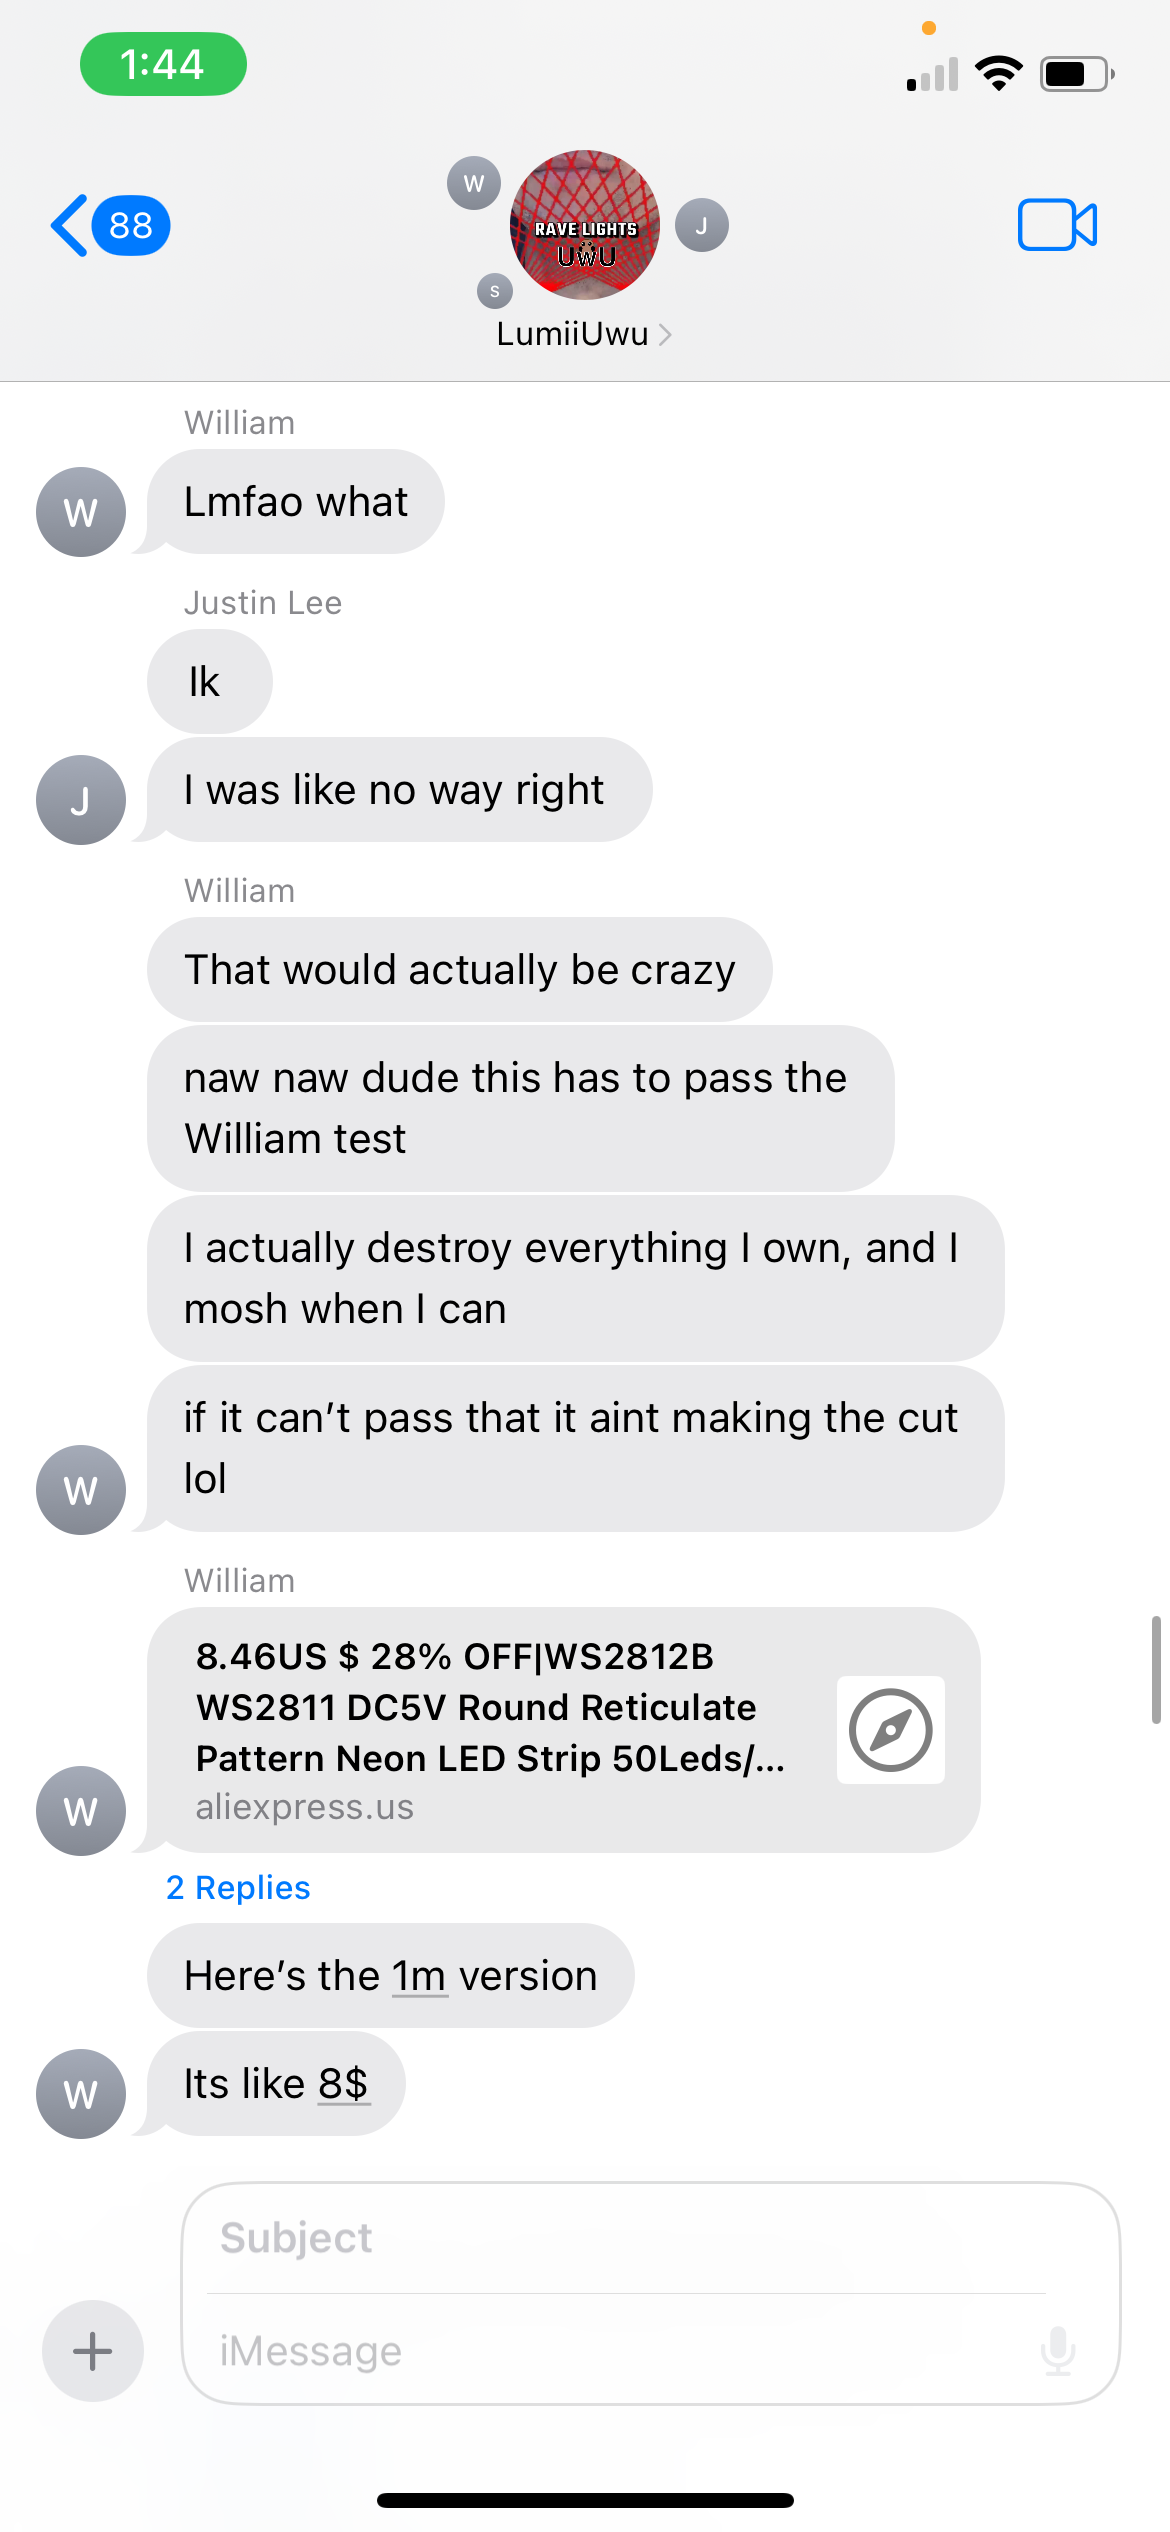 1:44
88
W
RAVE LIGHTS
UWU
J
S
LumiiUwu
William
Lmfao what
W
Justin Lee
Ik
I was like no way right
J
William
That would actually be crazy
naw naw dude this has to pass the
William test
I actually destroy everything I own, and I
mosh when I can
if it can’t pass that it aint making the cut
lol
W
William
8.46US $ 28% OFF|WS2812B
WS2811 DC5V Round Reticulate
Pattern Neon LED Strip 50Leds/...
aliexpress.us
W
2 Replies
Here’s the 1m version
Its like 8$
W
Subject
iMessage